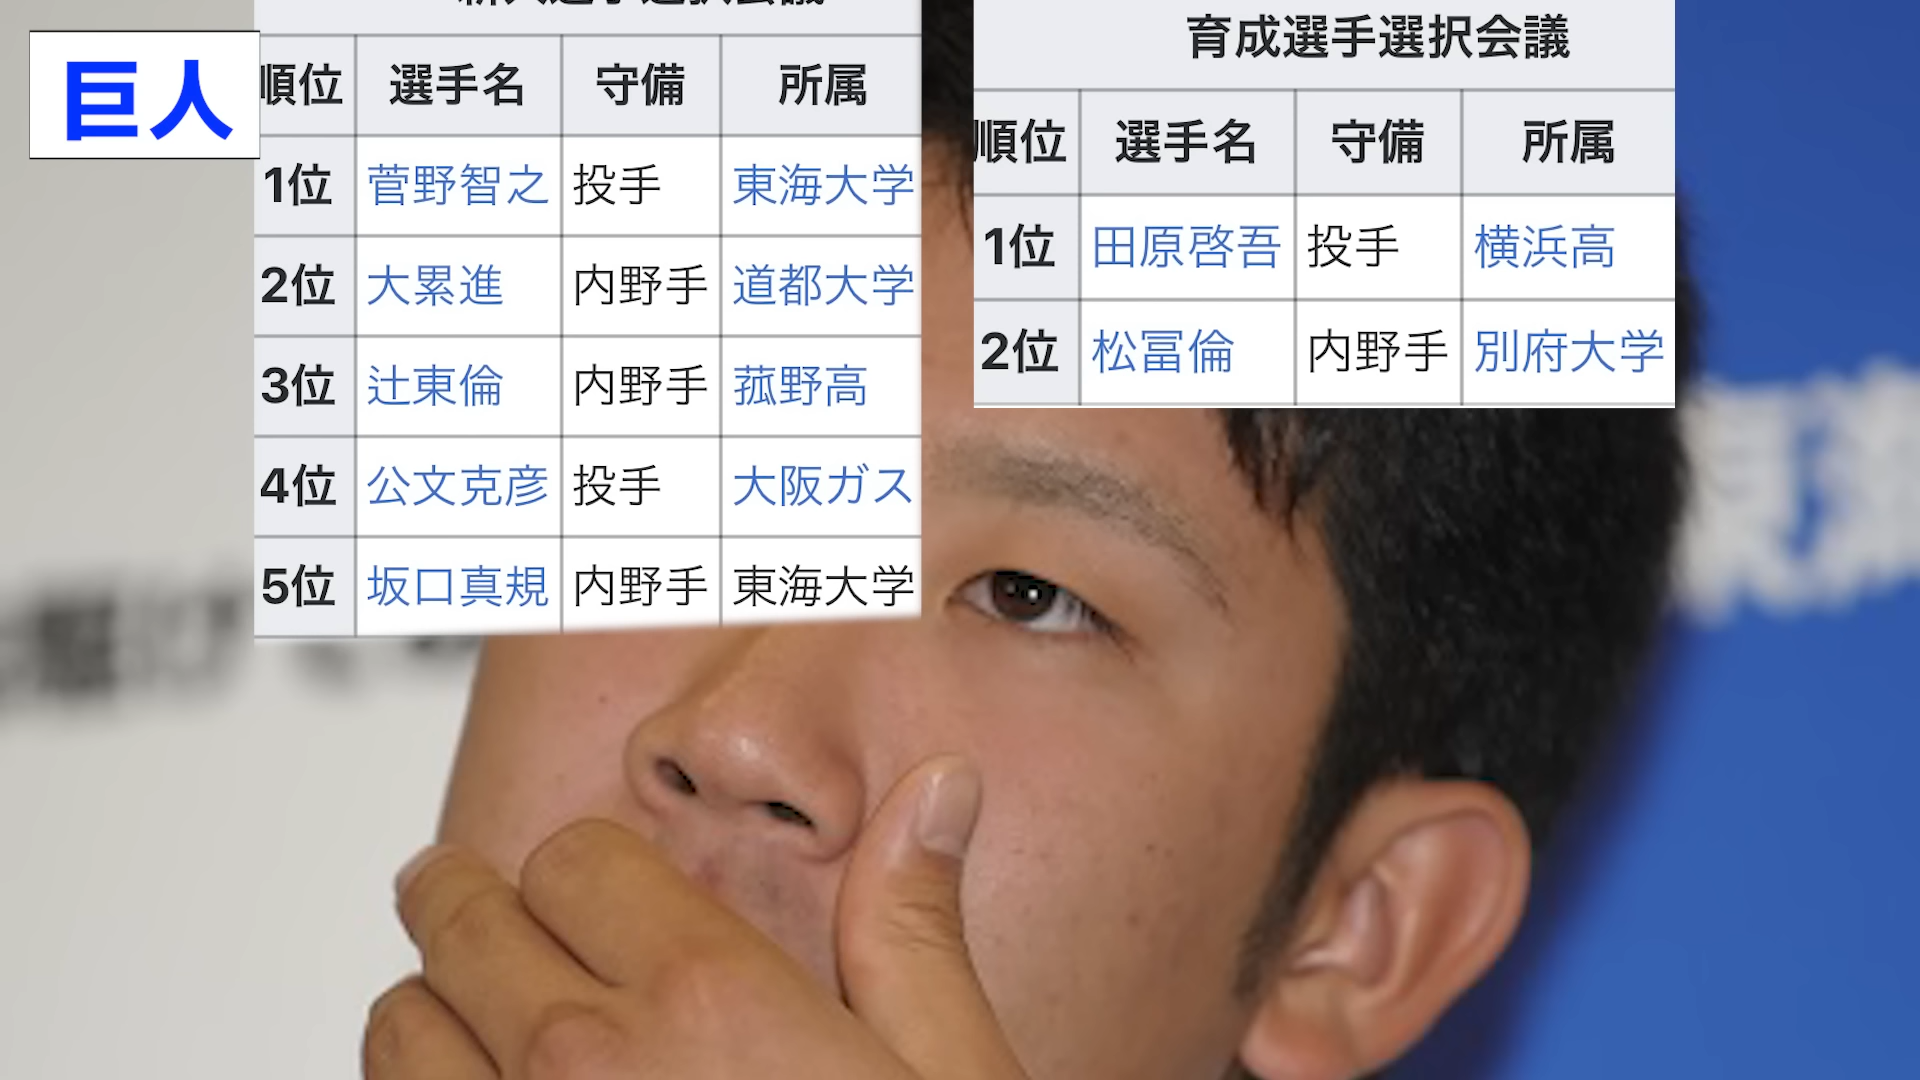 巨人
順位 選手名 守備 所属
1位 菅野智之 投手 東海大学
2位 大累進 内野手 道都大学
3位 辻東倫 内野手 菰野高
4位 公文克彦 投手 大阪ガス
5位 坂口真規 内野手 東海大学
育成選手選択会議
順位 選手名 守備 所属
1位 田原啓吾 投手 横浜高
2位 松冨倫 内野手 別府大学